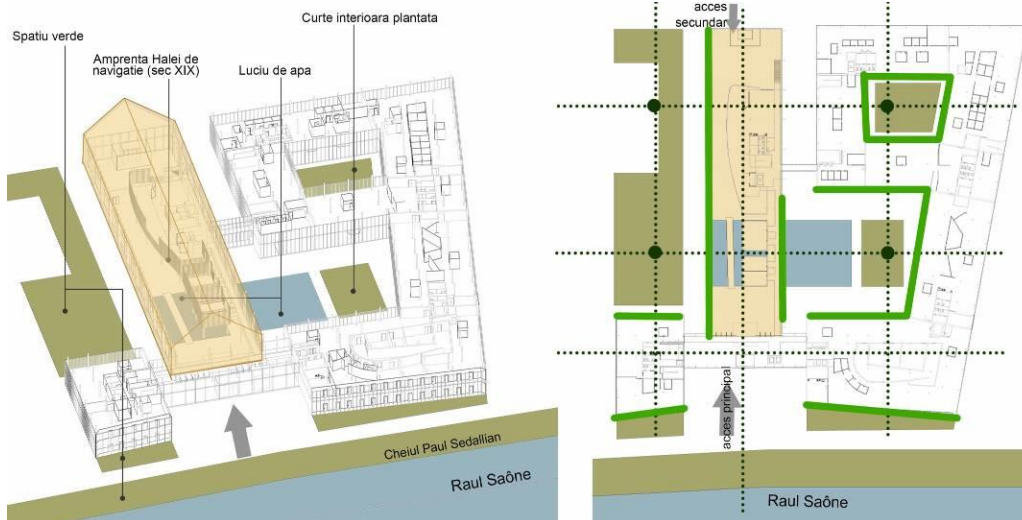 Curte interioara plantata
Spatiu verde
Amprenta Halei de
navigatie (sec XIX)
Luciu de apa
Cheiul Paul Sedallian
Raul Saône
acces
secundar
acces principal
Raul Saône